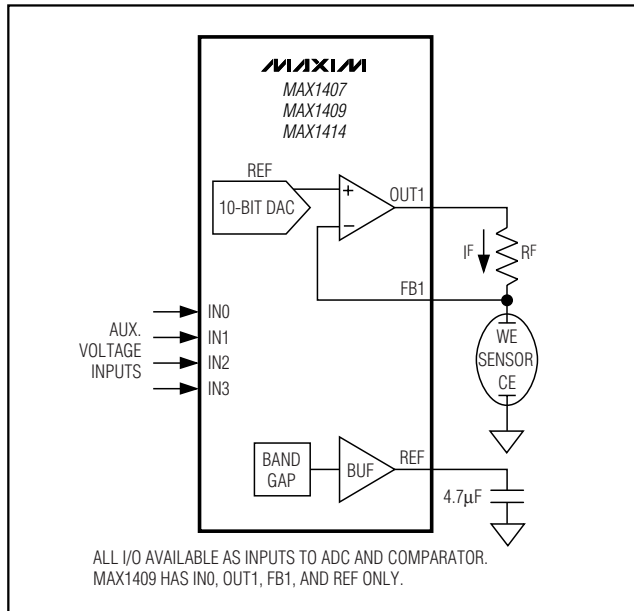 MAXIM
MAX1407
MAX1409
MAX1414
REF
10-BIT DAC
+
−
OUT1
IF
RF
FB1
AUX.
VOLTAGE
INPUTS
IN0
IN1
IN2
IN3
WE
SENSOR
CE
BAND
GAP
BUF
REF
4.7µF
ALL I/O AVAILABLE AS INPUTS TO ADC AND COMPARATOR.
MAX1409 HAS IN0, OUT1, FB1, AND REF ONLY.